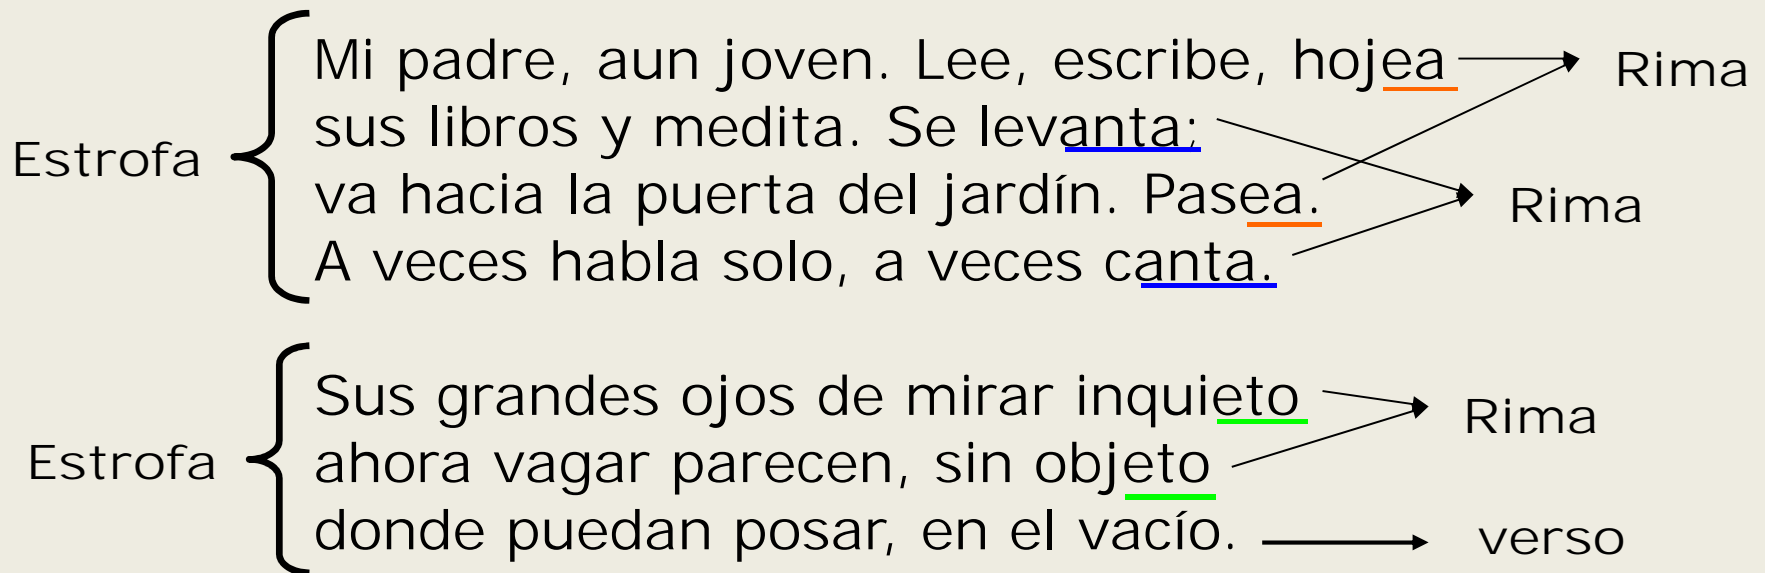 Mi padre, aun joven. Lee, escribe, hojea
Rima
sus libros y medita. Se levanta;
Estrofa
va hacia la puerta del jardín. Pasea.
Rima
A veces habla solo, a veces canta.
Sus grandes ojos de mirar inquieto
Rima
Estrofa
ahora vagar parecen, sin objeto
donde puedan posar, en el vacío.
verso